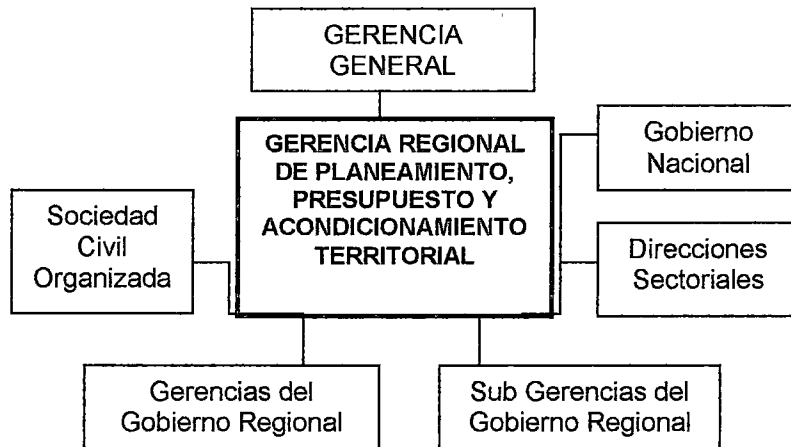 GERENCIA
GENERAL
GERENCIA REGIONAL
DE PLANEAMIENTO,
PRESUPUESTO Y
ACONDICIONAMIENTO
TERRITORIAL
Gobierno
Nacional
Sociedad
Civil
Organizada
Direcciones
Sectoriales
Gerencias del
Gobierno Regional
Sub Gerencias del
Gobierno Regional